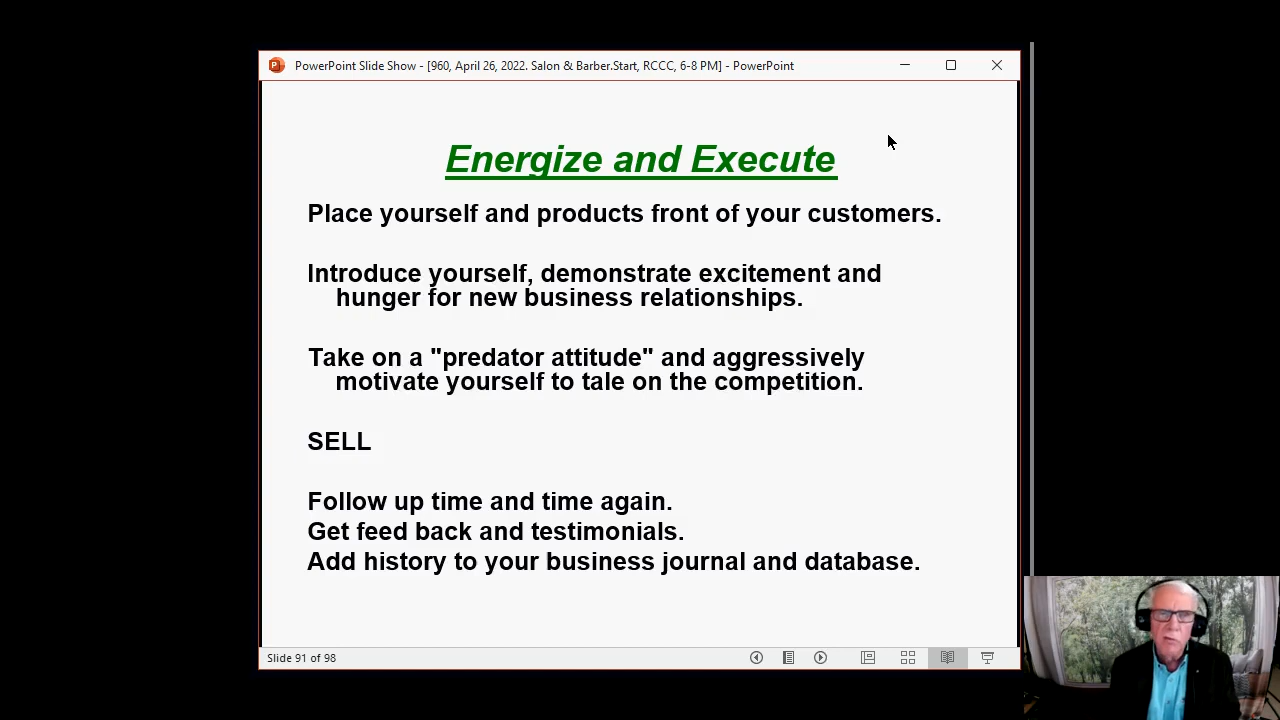 PowerPoint Slide Show - [960, April 26, 2022. Salon & Barber.Start, RCCC, 6-8 PM] - PowerPoint
Energize and Execute
Place yourself and products front of your customers.
Introduce yourself, demonstrate excitement and
hunger for new business relationships.
Take on a "predator attitude" and aggressively
motivate yourself to tale on the competition.
SELL
Follow up time and time again.
Get feed back and testimonials.
Add history to your business journal and database.
Slide 91 of 98